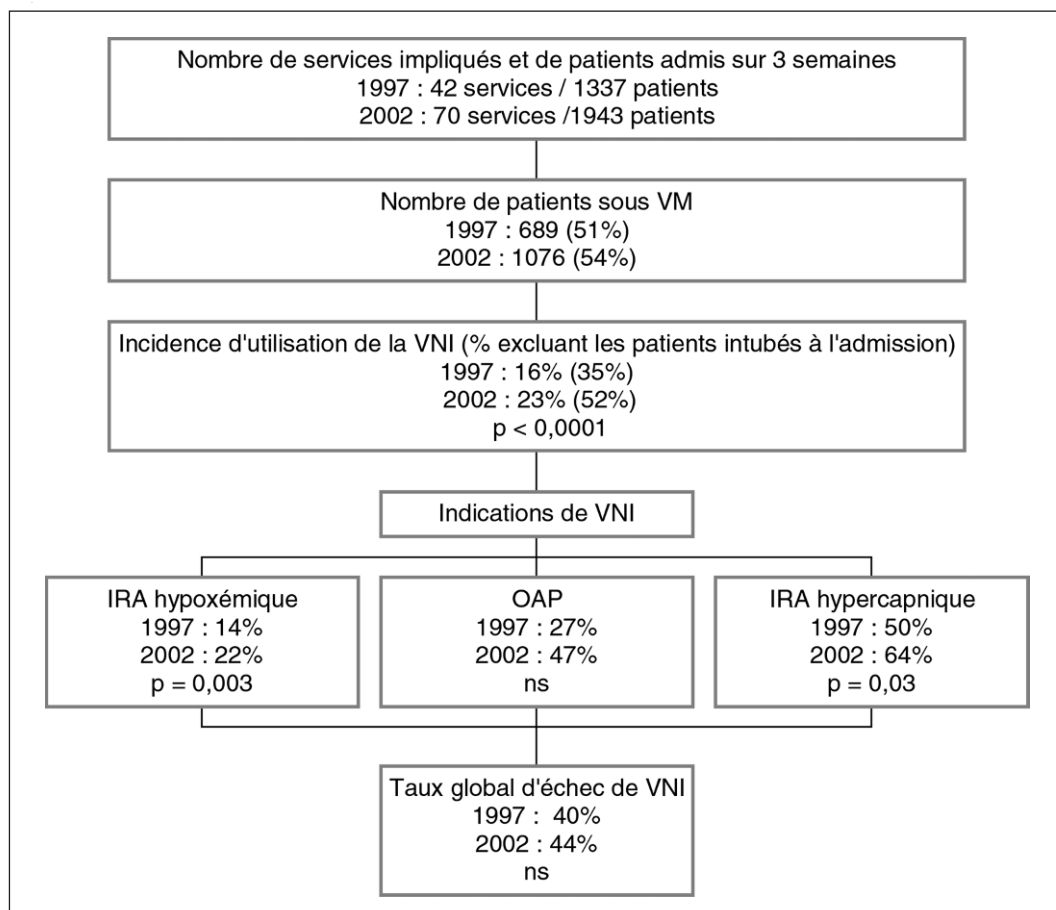 Nombre de services impliqués et de patients admis sur 3 semaines
1997 : 42 services / 1337 patients
2002 : 70 services /1943 patients
Nombre de patients sous VM
1997 : 689 (51%)
2002 : 1076 (54%)
Incidence d'utilisation de la VNI (% excluant les patients intubés à l'admission)
1997 : 16% (35%)
2002 : 23% (52%)
p < 0,0001
Indications de VNI
IRA hypoxémique
1997 : 14%
2002 : 22%
p = 0,003
OAP
1997 : 27%
2002 : 47%
ns
IRA hypercapnique
1997 : 50%
2002 : 64%
p = 0,03
Taux global d'échec de VNI
1997 : 40%
2002 : 44%
ns